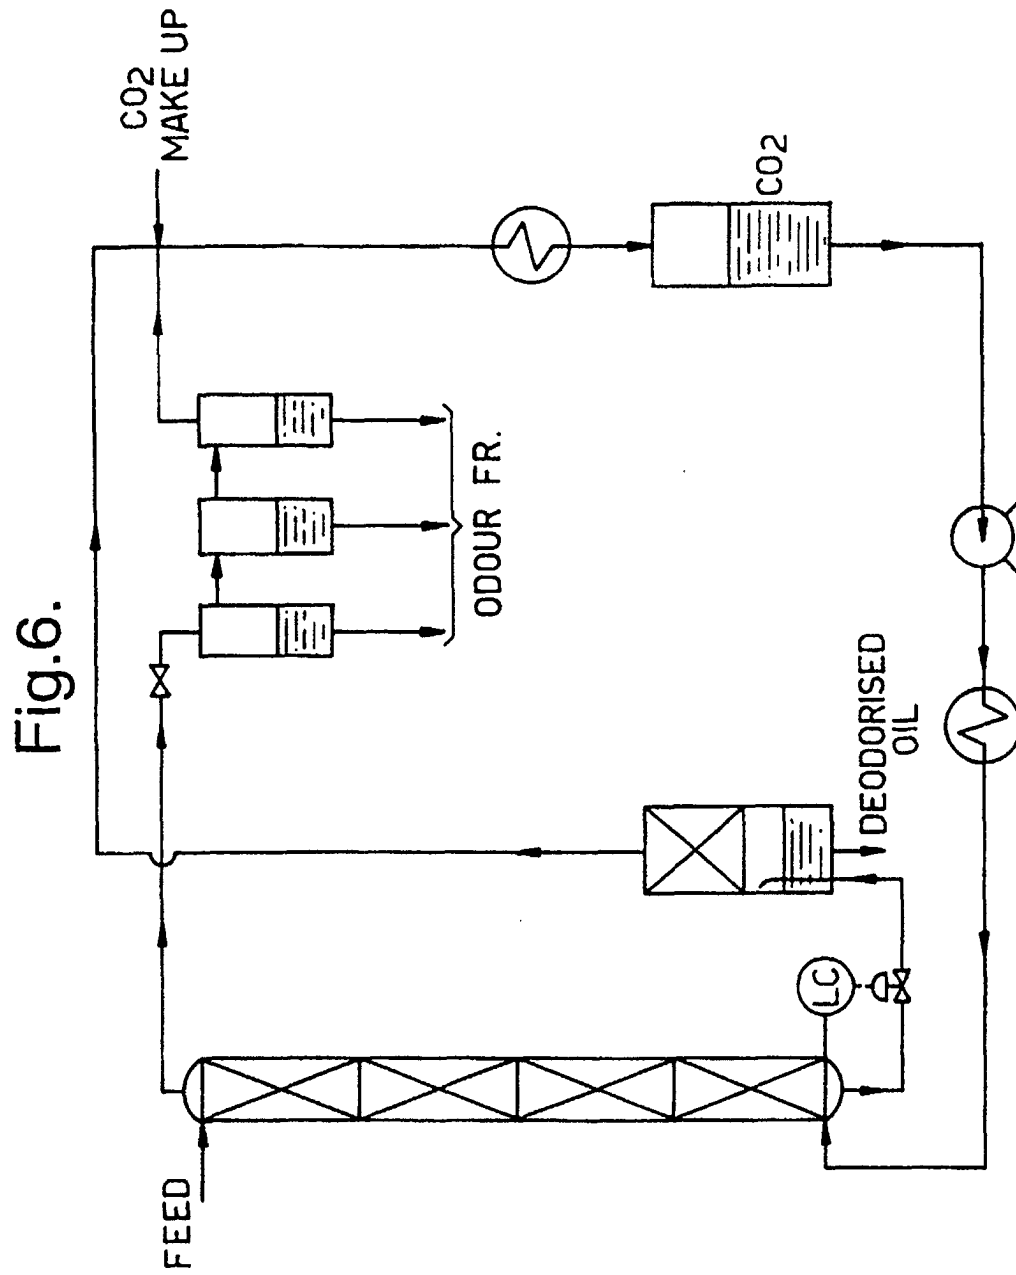 Fig.6.
CO2
MAKE UP
CO2
ODOUR FR.
DEODORISED
OIL
LC
FEED